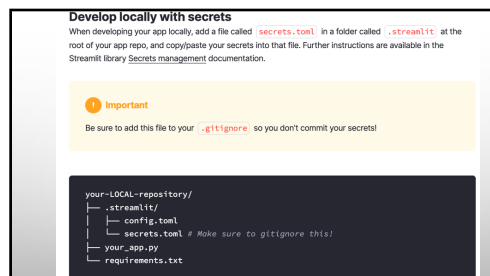 Develop locally with secrets
When developing your app locally, add a file called secrets.toml in a folder called .streamlit at the
root of your app repo, and copy/paste your secrets into that file. Further instructions are available in the
Streamlit library Secrets management documentation.
! Important
Be sure to add this file to your .gitignore so you don't commit your secrets!
your-LOCAL-repository/
├── .streamlit/
│   ├── config.toml
│   └── secrets.toml # Make sure to gitignore this!
├── your_app.py
└── requirements.txt